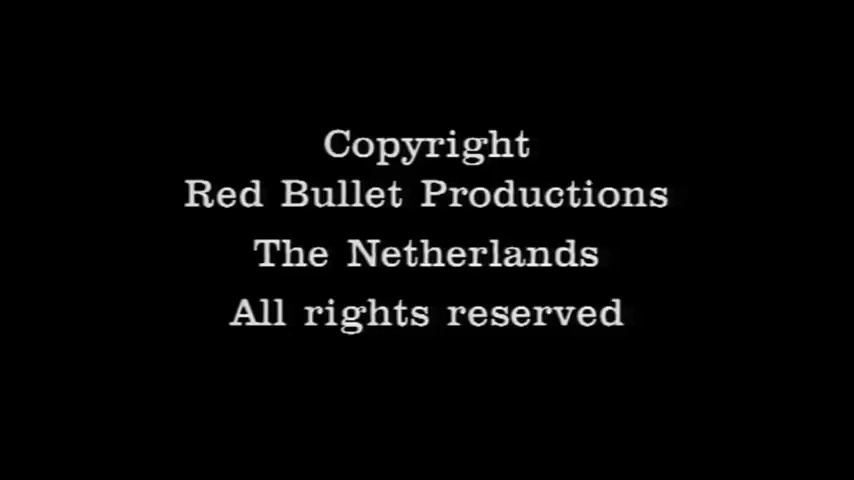 Copyright
Red Bullet Productions
The Netherlands
All rights reserved